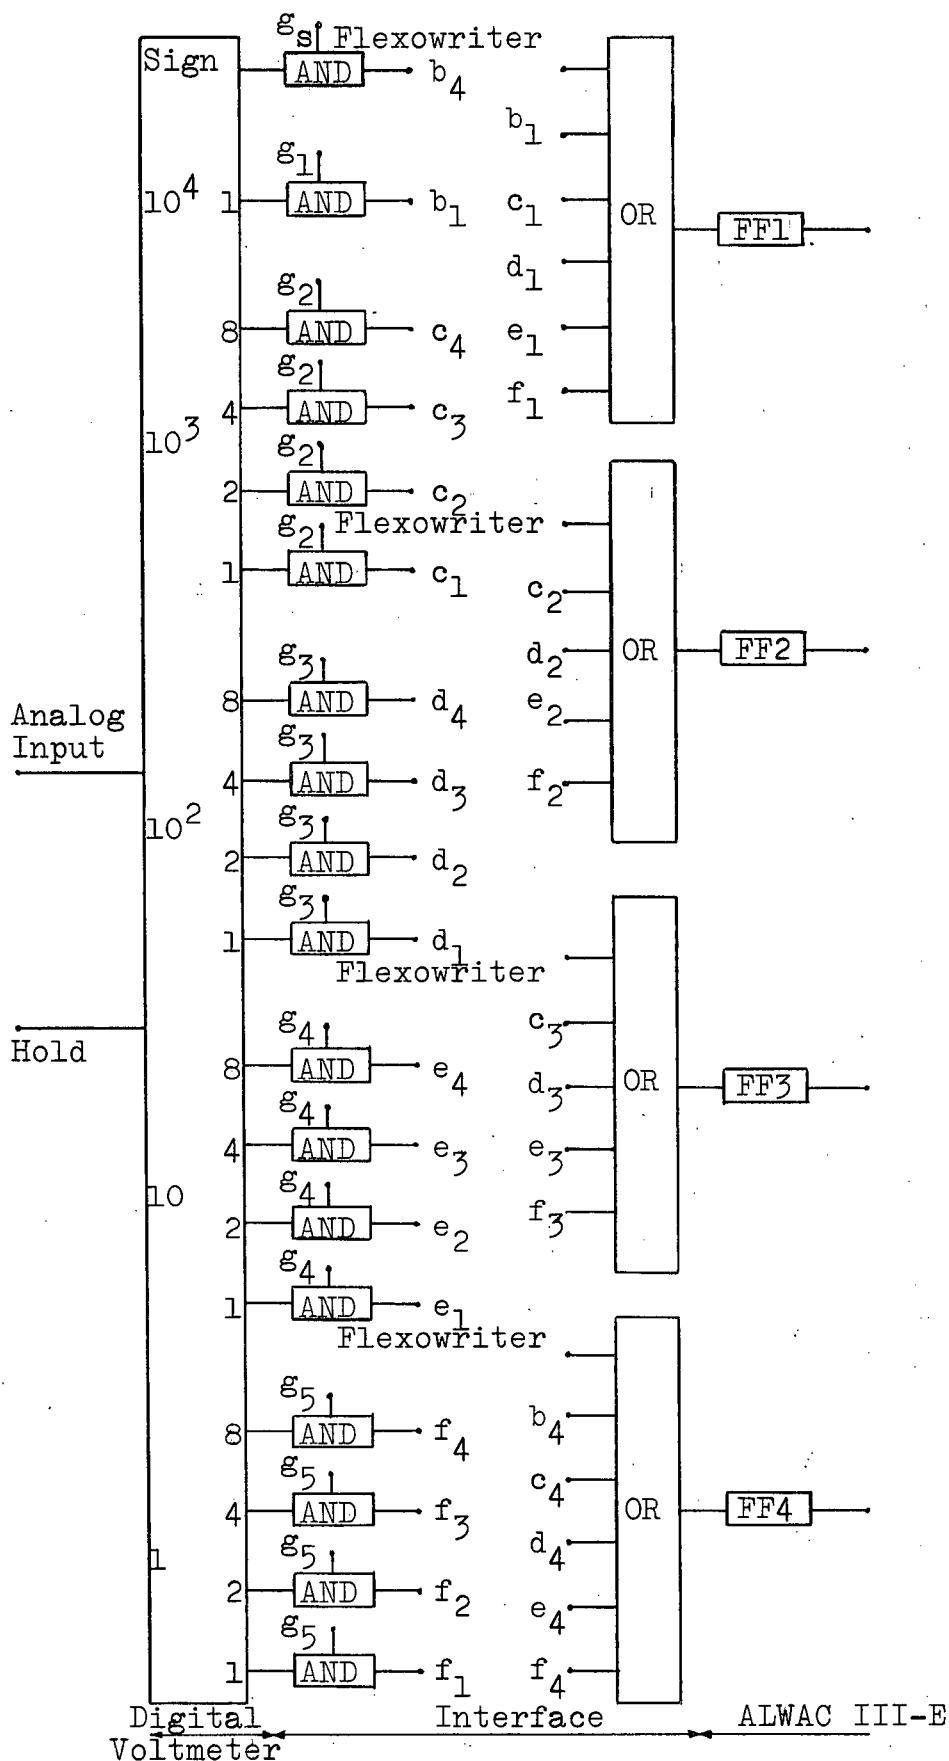 g_s Flexowriter
Sign AND b_4
b_1
g_1
10^4 1 AND b_1 c_1 OR FF1
d_1
g_2
8 AND c_4 e_1
g_2
4 AND c_3 f_1
10^3
g_2
2 AND c_2
g_2 Flexowriter
1 AND c_1 c_2
g_3 d_2 OR FF2
8 AND d_4 e_2
Analog
Input
g_3
4 AND d_3 f_2
10^2 g_3
2 AND d_2
g_3
1 AND d_1
Flexowriter
g_4 c_3
Hold
8 AND e_4 d_3 OR FF3
g_4
4 AND e_3 e_3
10 g_4 f_3
2 AND e_2
g_4
1 AND e_1
Flexowriter
g_5 b_4
8 AND f_4
g_5 c_4
4 AND f_3 OR FF4
1 g_5 d_4
2 AND f_2 e_4
g_5
1 AND f_1 f_4
Digital Interface ALWAC III-E
Voltmeter